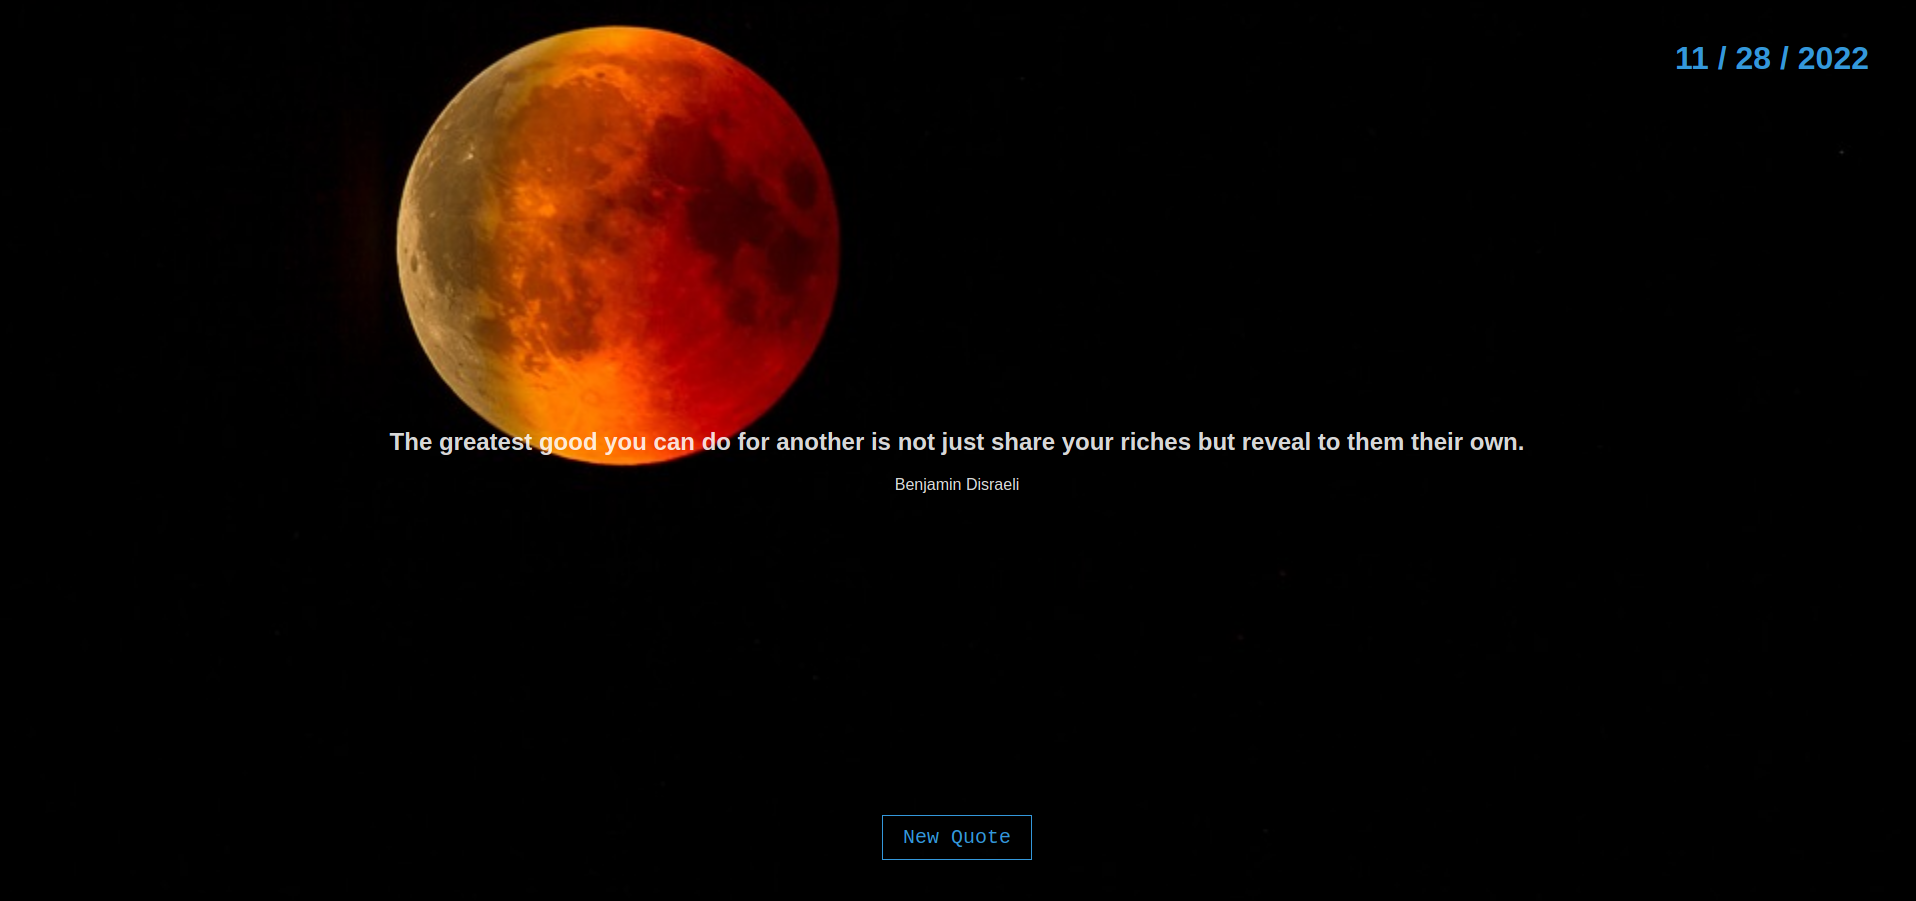 11 / 28 / 2022
The greatest good you can do for another is not just share your riches but reveal to them their own.
Benjamin Disraeli
New Quote